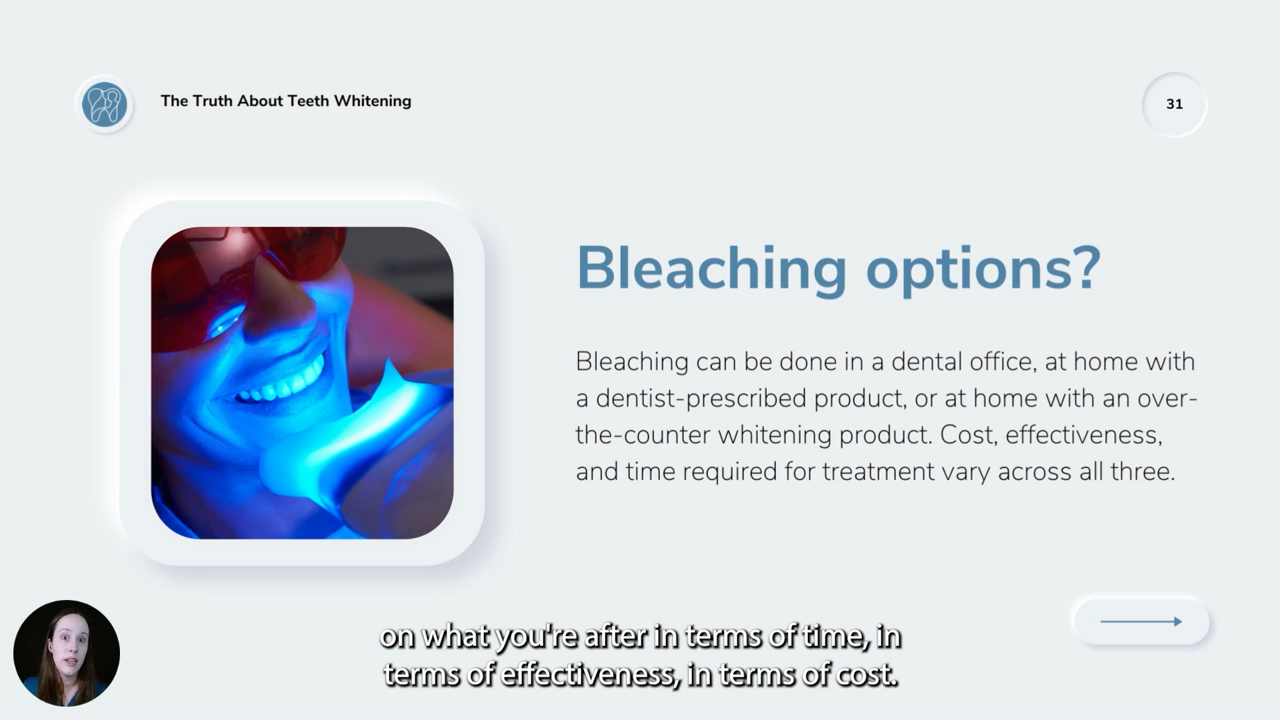 The Truth About Teeth Whitening
31
Bleaching options?
Bleaching can be done in a dental office, at home with
a dentist-prescribed product, or at home with an over-
the-counter whitening product. Cost, effectiveness,
and time required for treatment vary across all three.
on what you're after in terms of time, in
terms of effectiveness, in terms of cost.